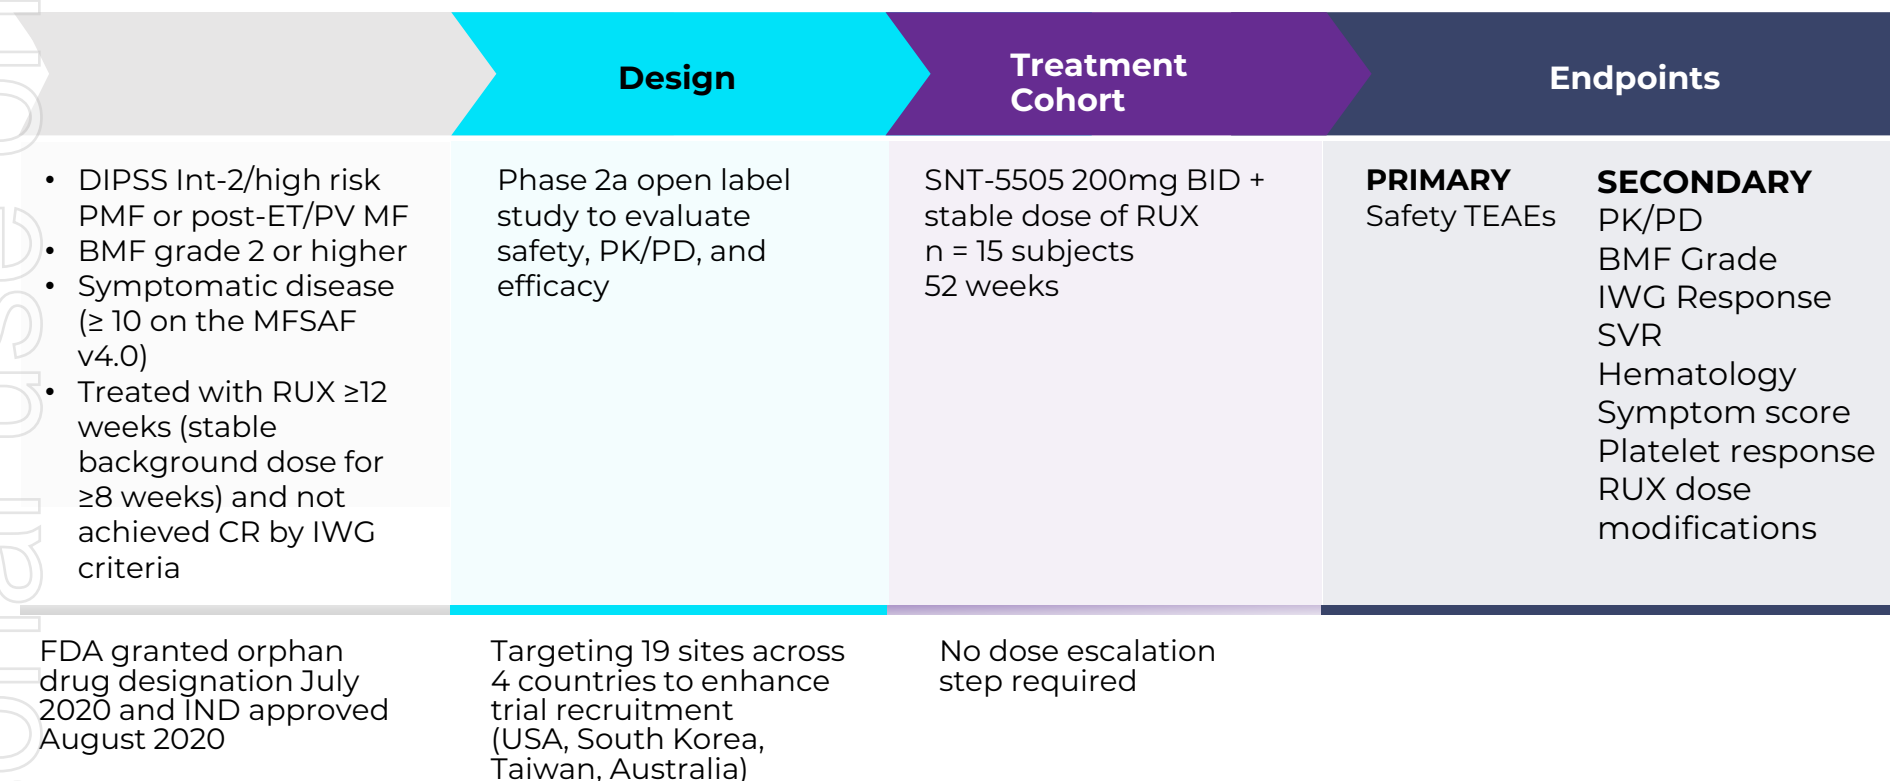 Design
Treatment
Cohort
Endpoints
• DIPSS Int-2/high risk
PMF or post-ET/PV MF
• BMF grade 2 or higher
• Symptomatic disease
(≥ 10 on the MFSAF
v4.0)
• Treated with RUX ≥12
weeks (stable
background dose for
≥8 weeks) and not
achieved CR by IWG
criteria
Phase 2a open label
study to evaluate
safety, PK/PD, and
efficacy
SNT-5505 200mg BID +
stable dose of RUX
n = 15 subjects
52 weeks
PRIMARY
Safety TEAEs
SECONDARY
PK/PD
BMF Grade
IWG Response
SVR
Hematology
Symptom score
Platelet response
RUX dose
modifications
FDA granted orphan
drug designation July
2020 and IND approved
August 2020
Targeting 19 sites across
4 countries to enhance
trial recruitment
(USA, South Korea,
Taiwan, Australia)
No dose escalation
step required